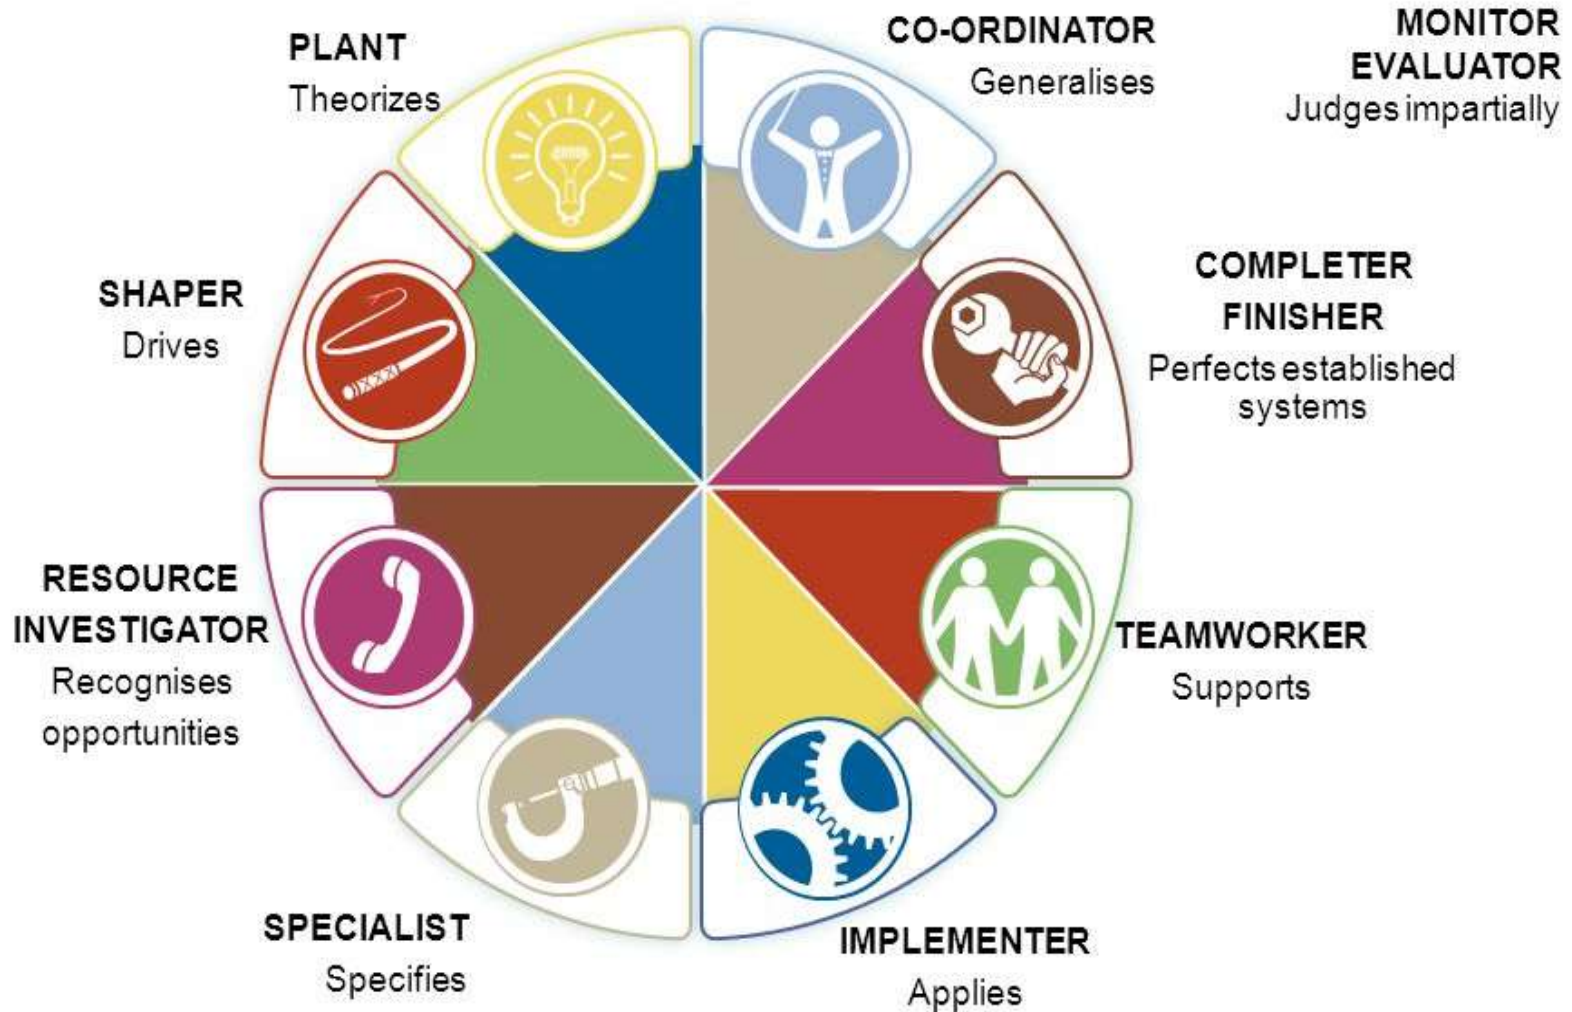 PLANT
Theorizes
CO-ORDINATOR
Generalises
MONITOR
EVALUATOR
Judges impartially
SHAPER
Drives
COMPLETER
FINISHER
Perfects established
systems
RESOURCE
INVESTIGATOR
Recognises
opportunities
TEAMWORKER
Supports
SPECIALIST
Specifies
IMPLEMENTER
Applies